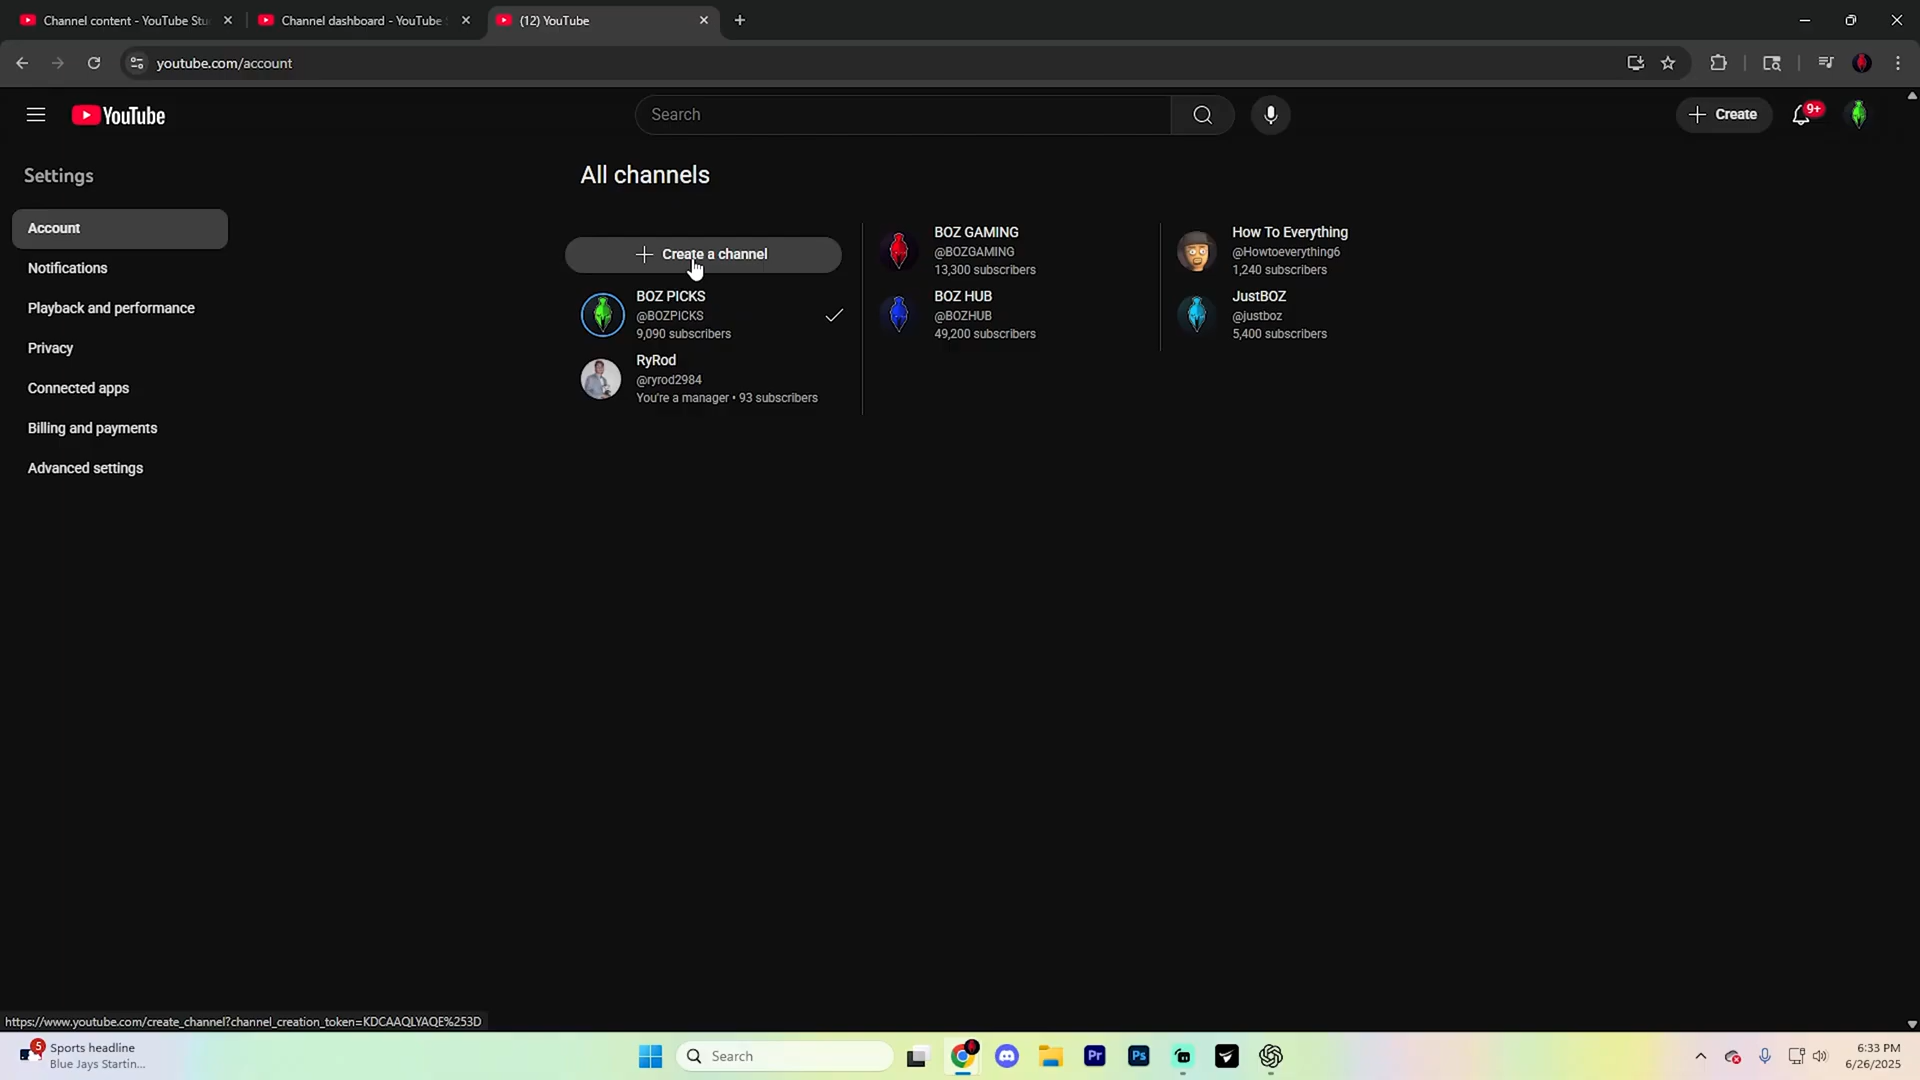 Channel content - YouTube Stu
Channel dashboard - YouTube
(12) YouTube
youtube.com/account
YouTube
Search
Create
9+
Settings
Account
Notifications
Playback and performance
Privacy
Connected apps
Billing and payments
Advanced settings
All channels
Create a channel
BOZ PICKS
@BOZPICKS
9,090 subscribers
RyRod
@ryrod2984
You're a manager • 93 subscribers
BOZ GAMING
@BOZGAMING
13,300 subscribers
BOZ HUB
@BOZHUB
49,200 subscribers
How To Everything
@Howtoeverything6
1,240 subscribers
JustBOZ
@justboz
5,400 subscribers
https://www.youtube.com/create_channel?channel_creation_token=KDCAAQLYAQE%253D
5
Sports headline
Blue Jays Startin...
Search
Pr
Ps
6:33 PM
6/26/2025